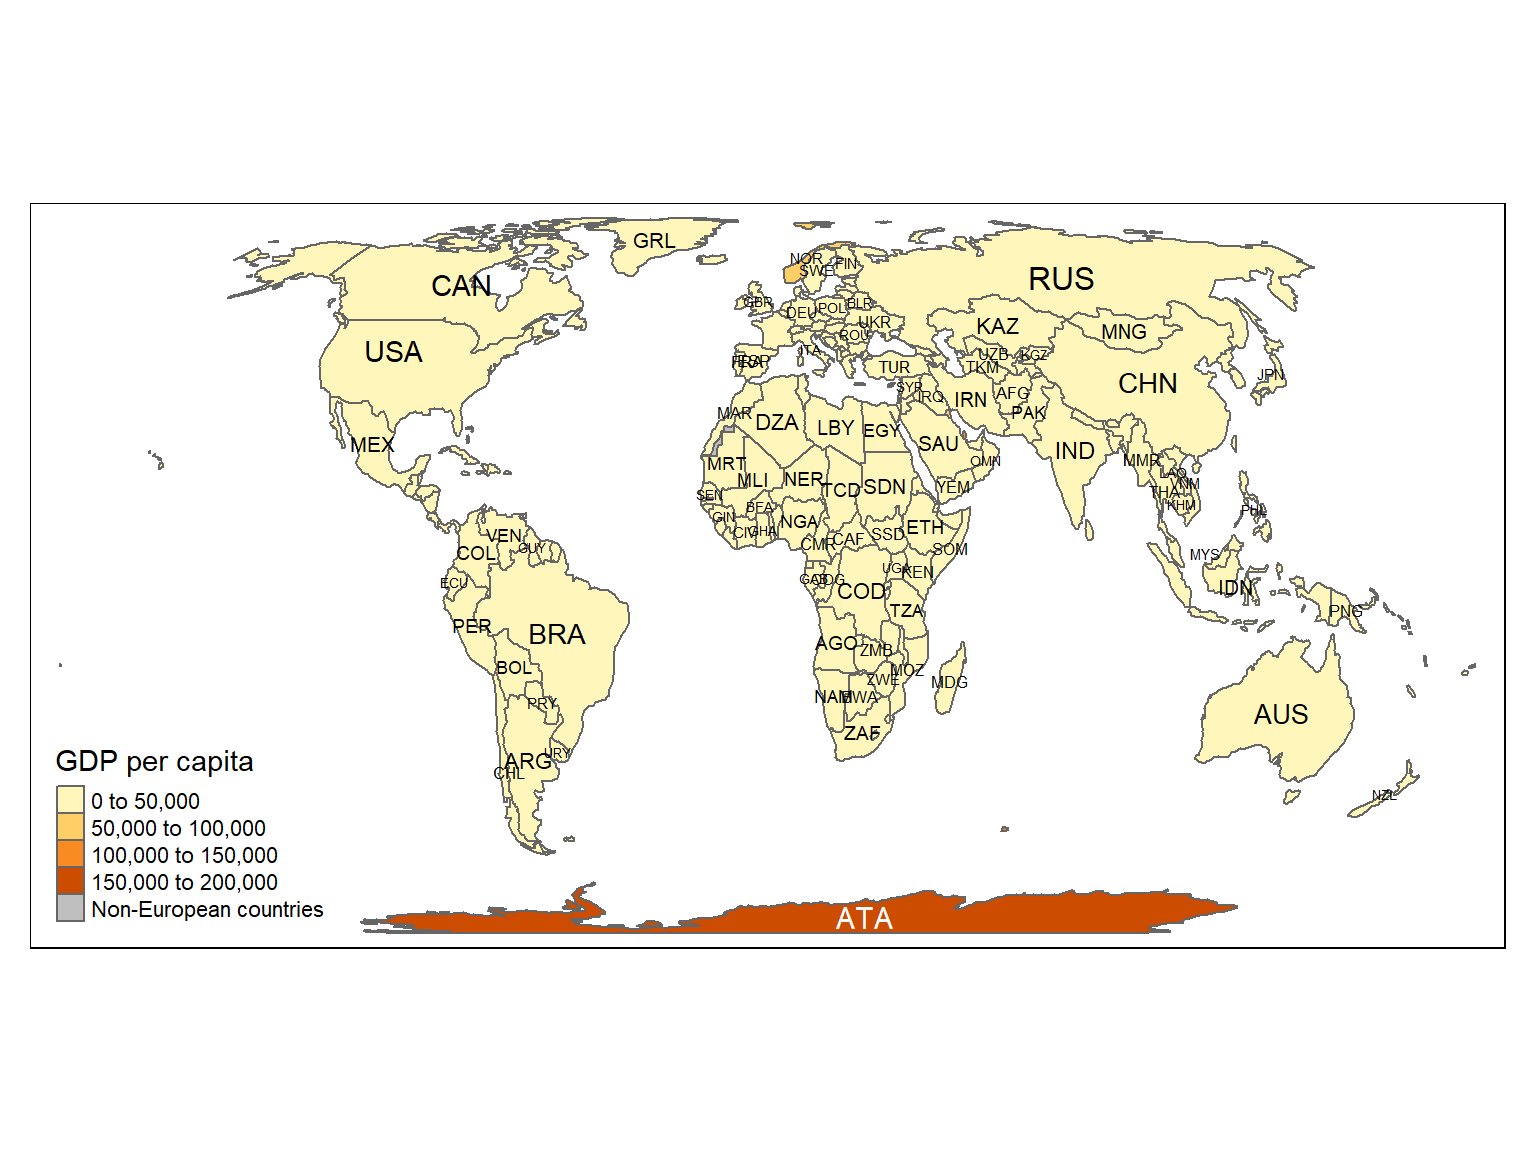 GRL
NOR
SWE
FIN
CAN
RUS
GBR
DEU
POL
BLR
UKR
KAZ
MNG
ROU
USA
ITA
UZB
KGZ
FRA
ESP
TUR
TKM
JPN
CHN
SYR
IRQ
IRN
AFG
PAK
MAR
DZA
LBY
EGY
SAU
MEX
IND
OMN
MMR
MRT
MLI
NER
TCD
SDN
YEM
LAO
VNM
THA
KHM
SEN
BFA
GIN
CIV
GHA
NGA
ETH
PHL
VEN
GUY
COL
CMR
CAF
SSD
SOM
MYS
ECU
GAB
COG
UGA
KEN
COD
IDN
PER
TZA
PNG
BRA
AGO
ZMB
BOL
MOZ
ZWE
MDG
NAM
BWA
PRY
AUS
ZAF
URY
ARG
CHL
NZL
GDP per capita
0 to 50,000
50,000 to 100,000
100,000 to 150,000
150,000 to 200,000
Non-European countries
ATA